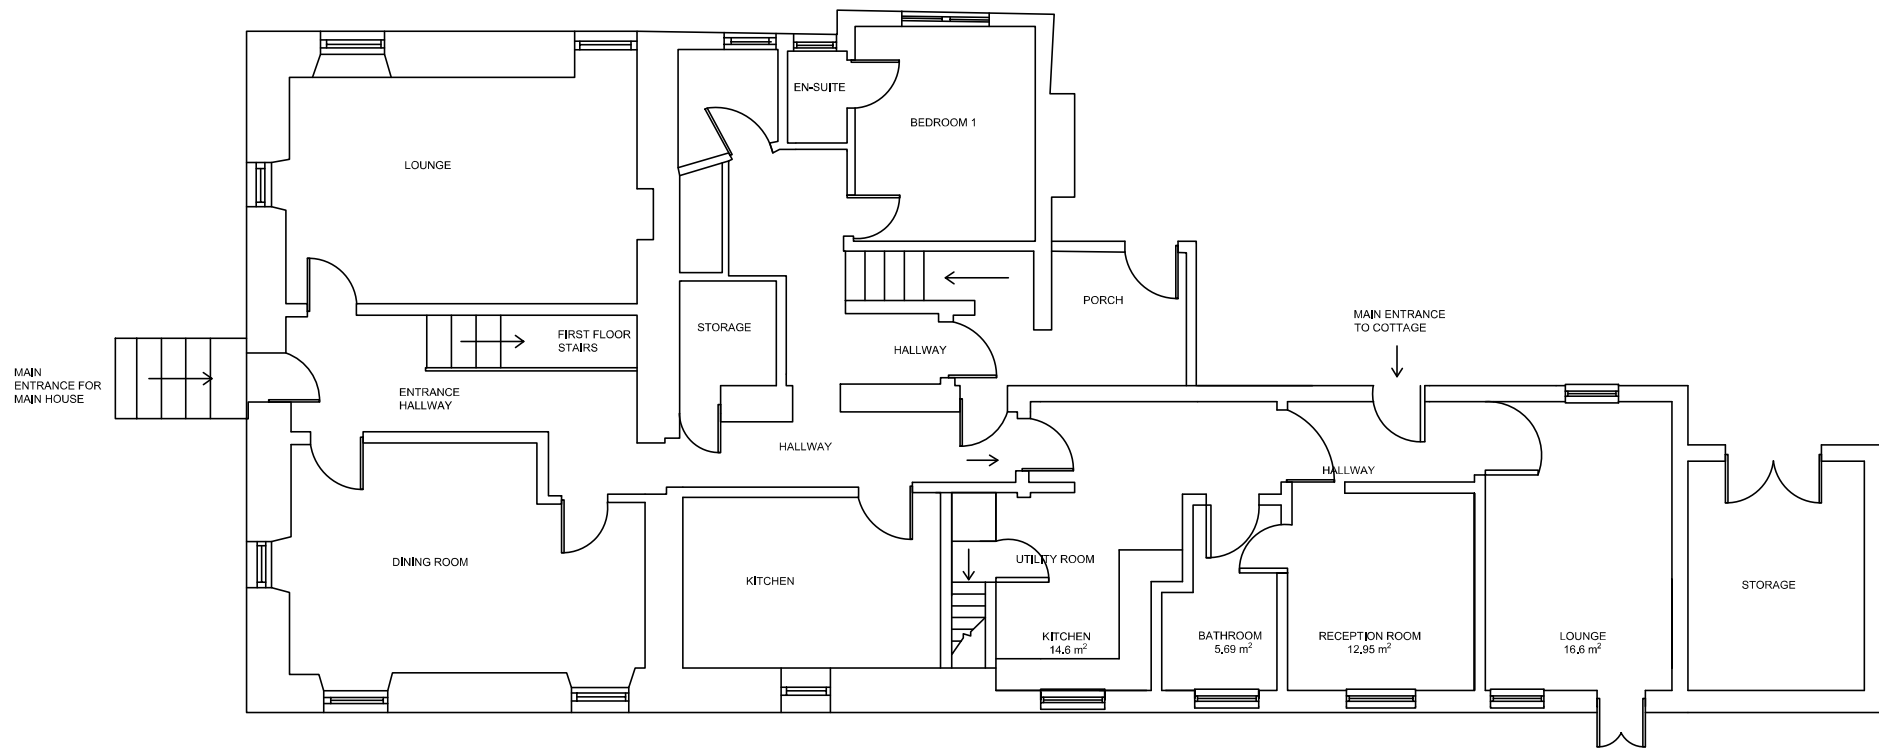 EN-SUITE
BEDROOM 1
LOUNGE
PORCH
STORAGE
FIRST FLOOR
STAIRS
HALLWAY
MAIN ENTRANCE
TO COTTAGE
MAIN
ENTRANCE FOR
MAIN HOUSE
ENTRANCE
HALLWAY
HALLWAY
HALLWAY
DINING ROOM
KITCHEN
UTILITY ROOM
STORAGE
KITCHEN
14.6 m²
BATHROOM
5.69 m²
RECEPTION ROOM
12.95 m²
LOUNGE
16.6 m²